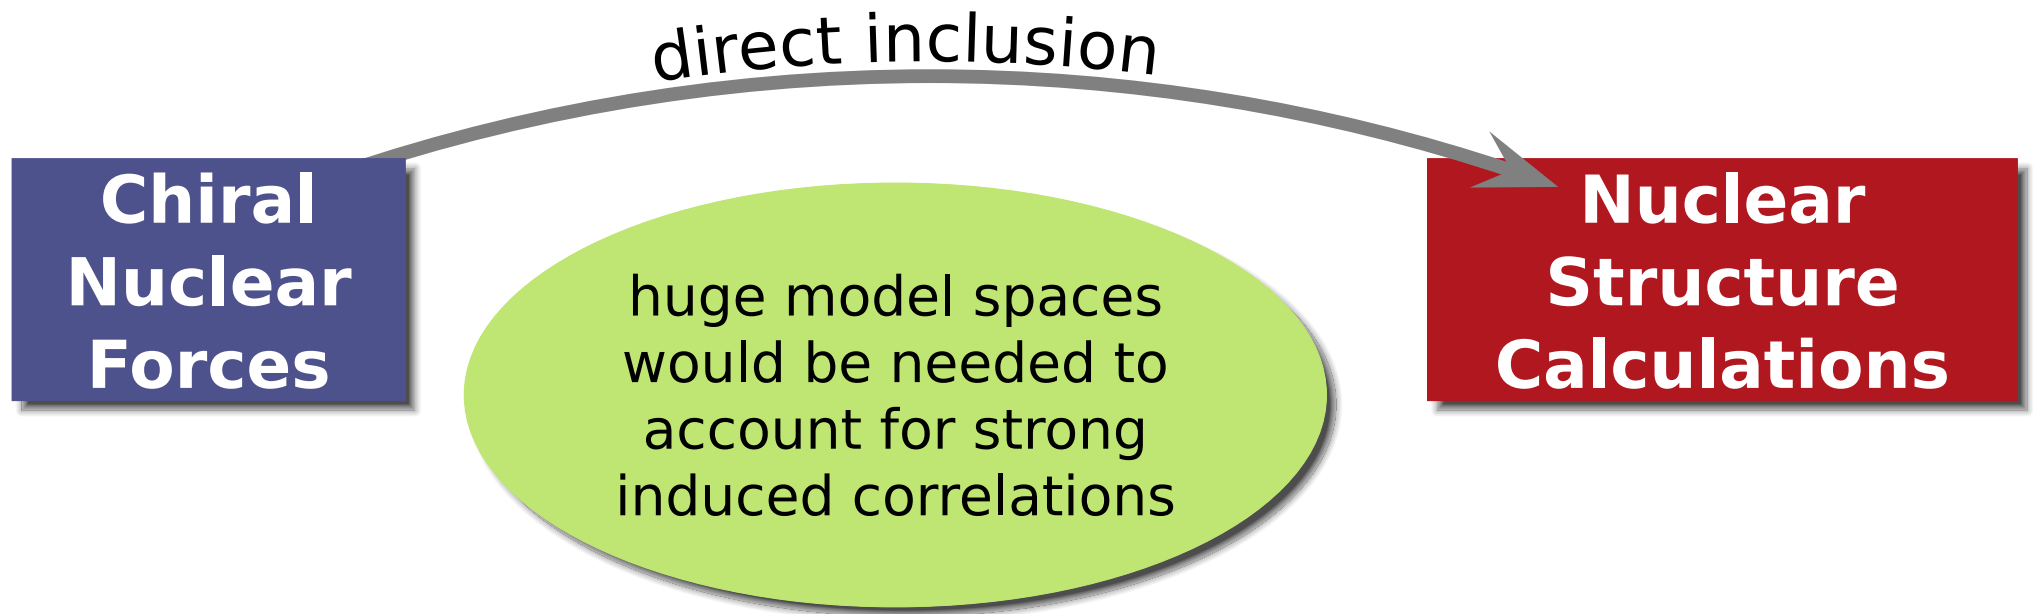 direct inclusion
Chiral
Nuclear
Forces
huge model spaces
would be needed to
account for strong
induced correlations
Nuclear
Structure
Calculations